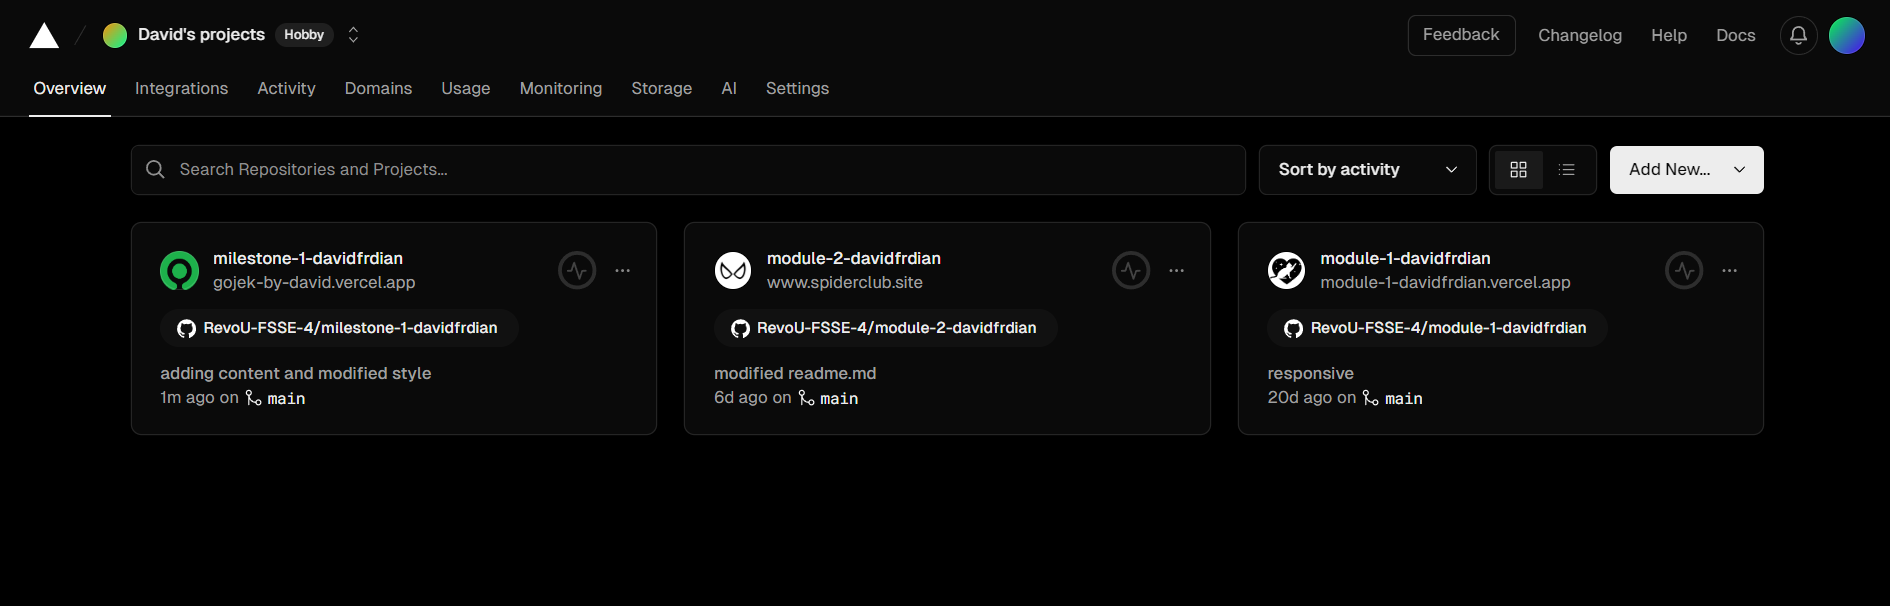 David's projects Hobby
Feedback Changelog Help Docs
Overview Integrations Activity Domains Usage Monitoring Storage AI Settings
Search Repositories and Projects...
Sort by activity
Add New...
milestone-1-davidfrdian
gojek-by-david.vercel.app
RevoU-FSSE-4/milestone-1-davidfrdian
adding content and modified style
1m ago on main
module-2-davidfrdian
www.spiderclub.site
RevoU-FSSE-4/module-2-davidfrdian
modified readme.md
6d ago on main
module-1-davidfrdian
module-1-davidfrdian.vercel.app
RevoU-FSSE-4/module-1-davidfrdian
responsive
20d ago on main